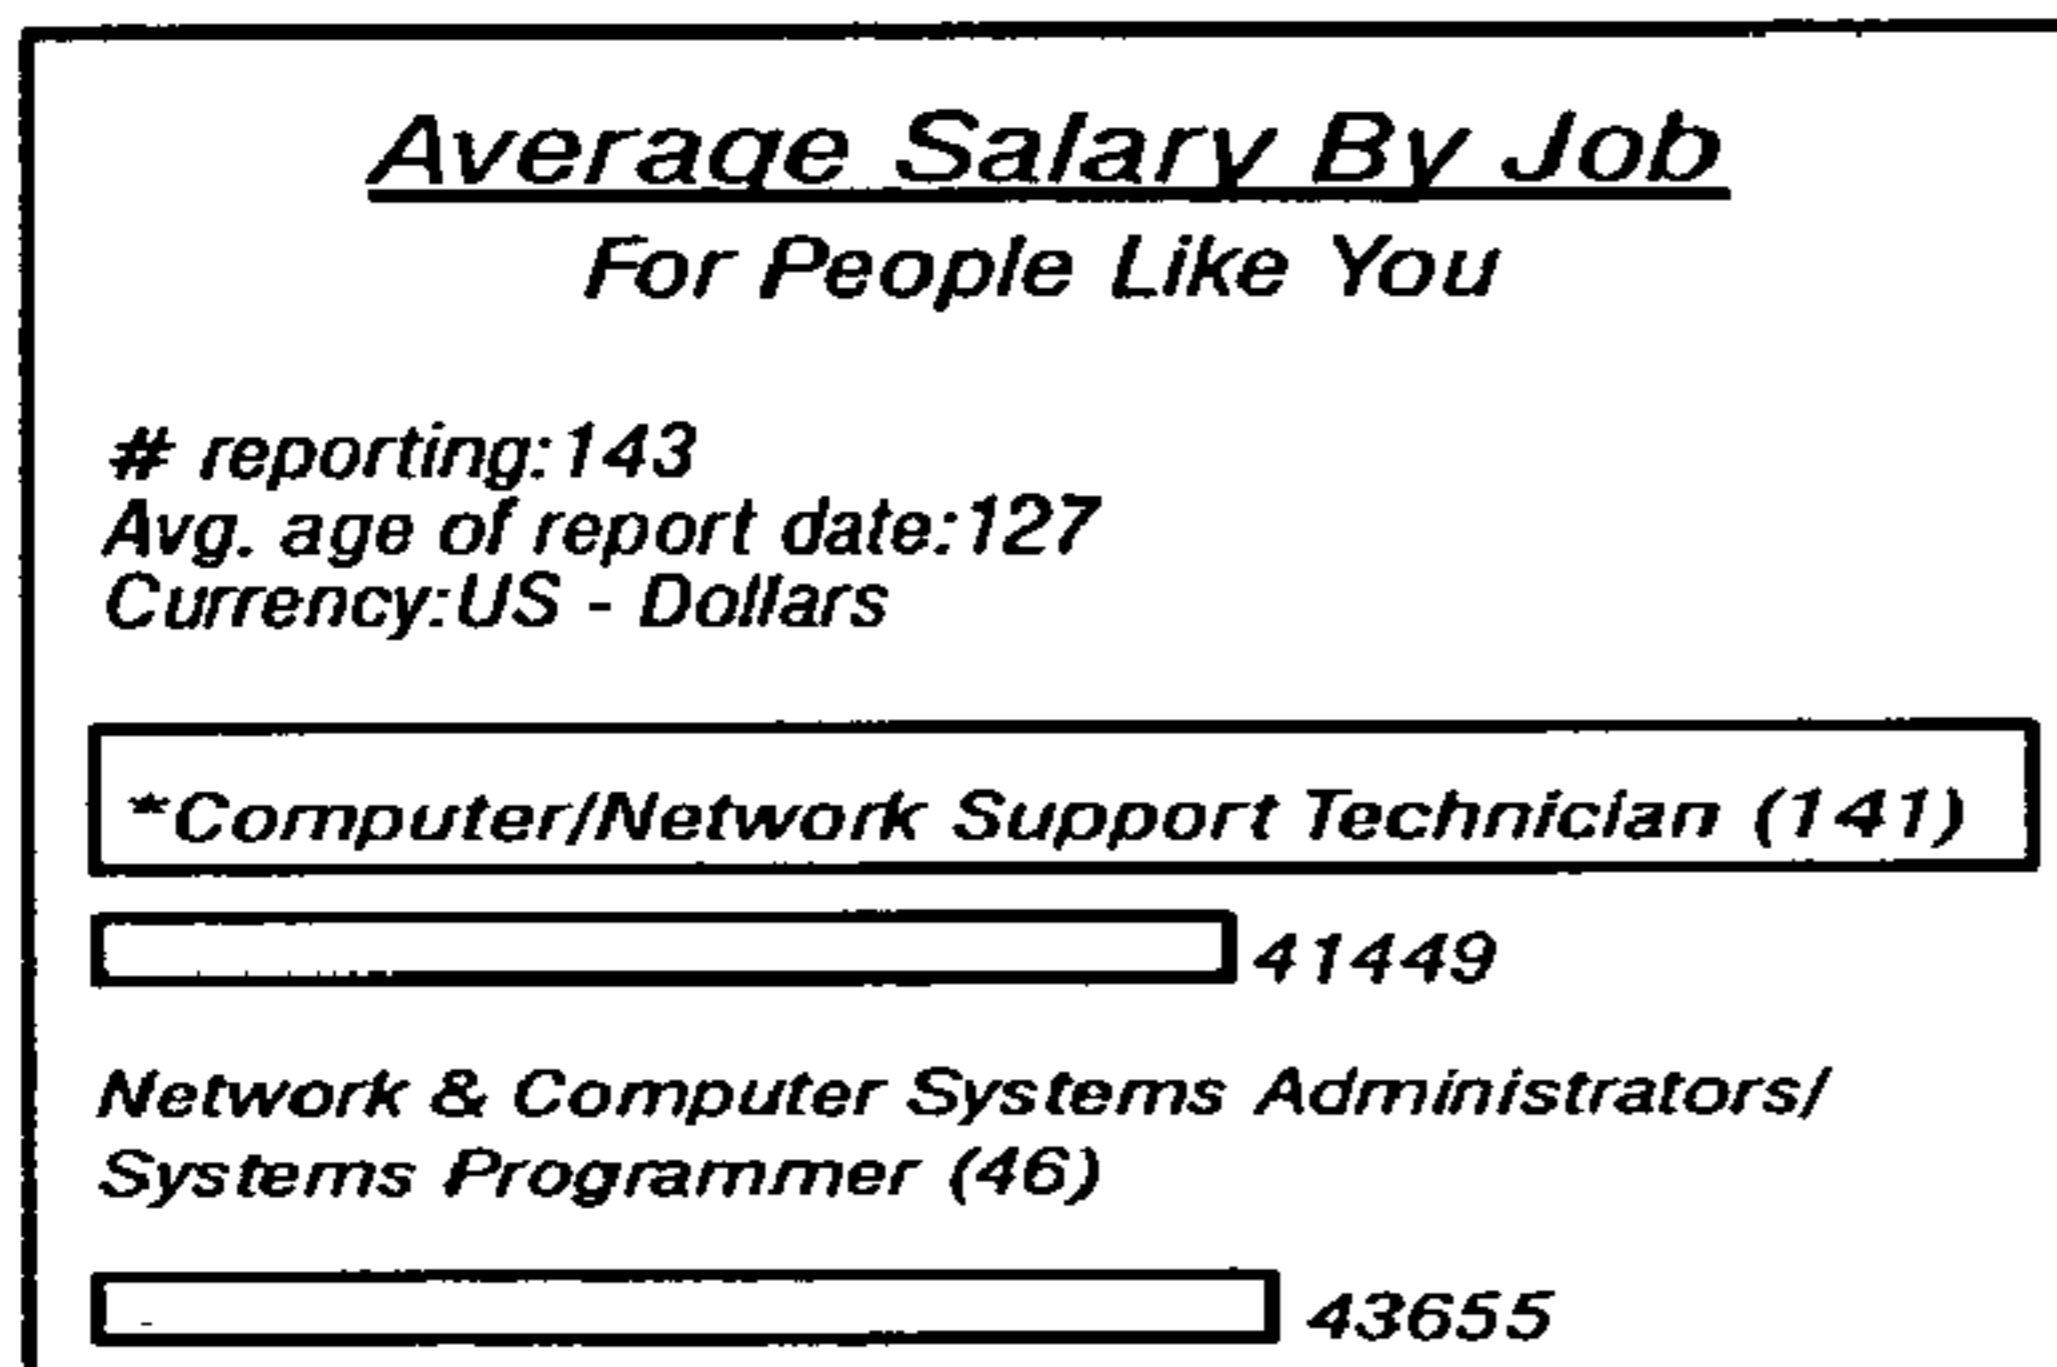 Average Salary By Job
For People Like You
# reporting:143
Avg. age of report date:127
Currency:US - Dollars
*Computer/Network Support Technician (141)
41449
Network & Computer Systems Administrators/
Systems Programmer (46)
43655